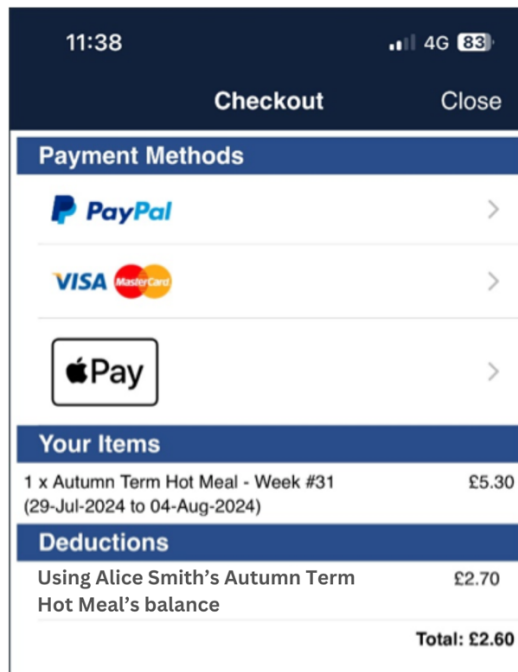 11:38 4G 83
Checkout Close
Payment Methods
PayPal
VISA MasterCard
Pay
Your Items
1 x Autumn Term Hot Meal - Week #31 £5.30
(29-Jul-2024 to 04-Aug-2024)
Deductions
Using Alice Smith’s Autumn Term £2.70
Hot Meal’s balance
Total: £2.60